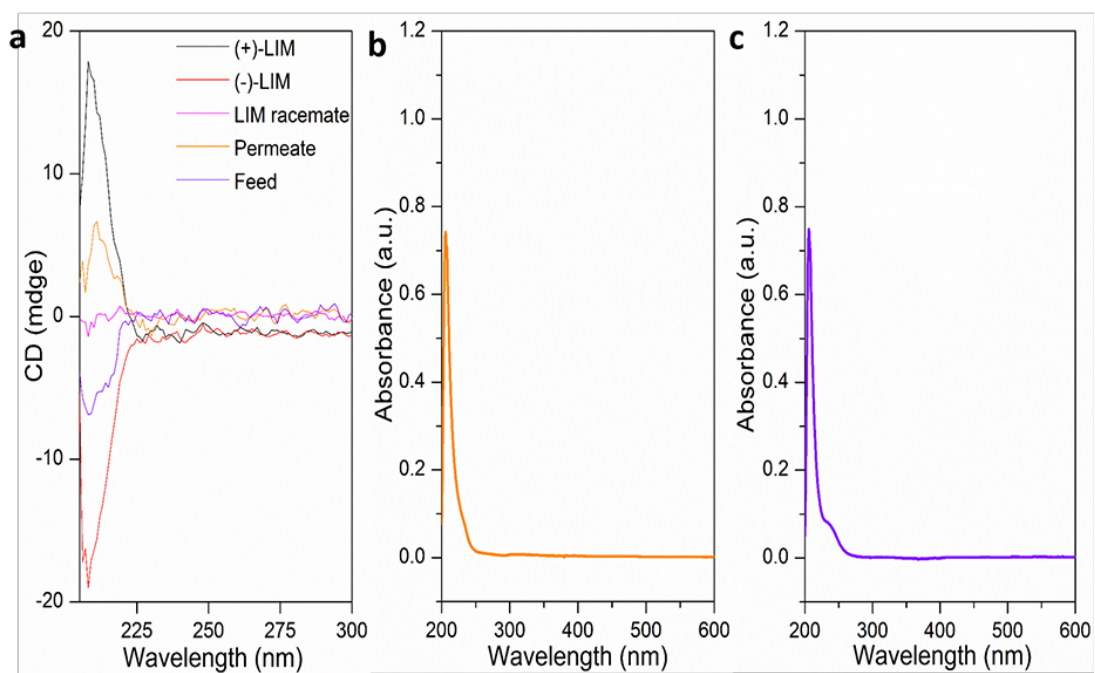 a
20
10
0
-10
-20
CD (mdge)
(+)-LIM
(-)-LIM
LIM racemate
Permeate
Feed
225 250 275 300
Wavelength (nm)
b
1.2
1.0
0.8
0.6
0.4
0.2
0.0
Absorbance (a.u.)
200 300 400 500 600
Wavelength (nm)
c
1.2
1.0
0.8
0.6
0.4
0.2
0.0
Absorbance (a.u.)
200 300 400 500 600
Wavelength (nm)